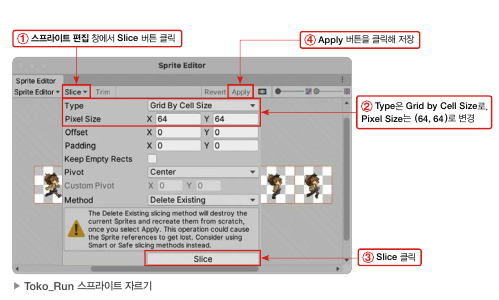 ① 스프라이트 편집 창에서 Slice 버튼 클릭
④ Apply 버튼을 클릭해 저장
Sprite Editor
Sprite Editor
Sprite Editor Slice Trim Revert Apply
Type Grid By Cell Size
Pixel Size X 64 Y 64
② Type은 Grid by Cell Size로,
Pixel Size는 (64, 64)로 변경
Offset X 0 Y 0
Padding X 0 Y 0
Keep Empty Rects
Pivot Center
Custom Pivot X 0 Y 0
Method Delete Existing
The Delete Existing slicing method will destroy the
current Sprites and recreate them from scratch,
once you select Apply. This operation could cause
the Sprite references to get lost. Consider using
Smart or Safe slicing methods instead.
Slice
③ Slice 클릭
▶ Toko_Run 스프라이트 자르기